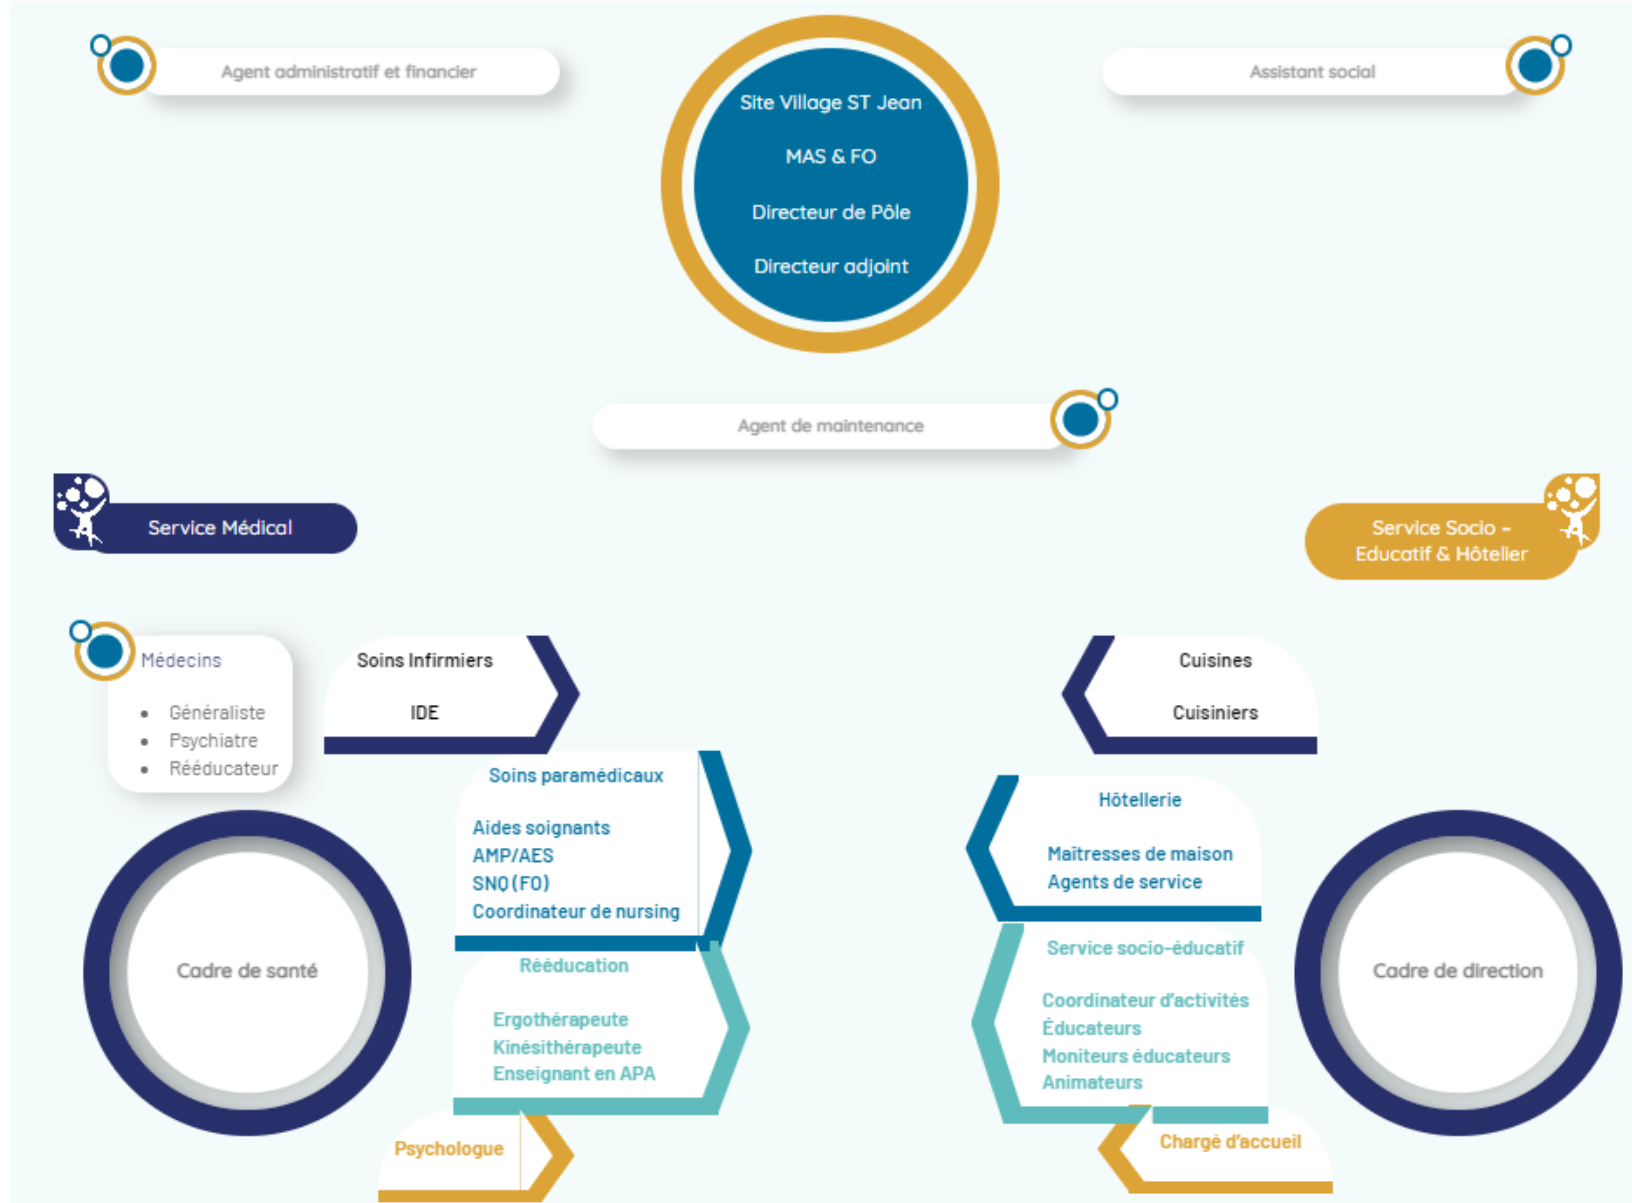 Agent administratif et financier
Assistant social
Site Village ST Jean
MAS & FO
Directeur de Pôle
Directeur adjoint
Agent de maintenance
Service Médical
Service Socio –
Educatif & Hôtelier
Médecins
• Généraliste
• Psychiatre
• Rééducateur
Soins Infirmiers
IDE
Soins paramédicaux
Aides soignants
AMP/AES
SNQ (FO)
Coordinateur de nursing
Cadre de santé
Rééducation
Ergothérapeute
Kinésithérapeute
Enseignant en APA
Psychologue
Cuisines
Cuisiniers
Hôtellerie
Maîtresses de maison
Agents de service
Service socio-éducatif
Coordinateur d'activités
Éducateurs
Moniteurs éducateurs
Animateurs
Cadre de direction
Chargé d'accueil